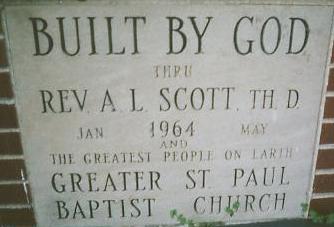 BUILT BY GOD
THRU
REV. A. L. SCOTT, TH. D.
JAN 1964 MAY
AND
THE GREATEST PEOPLE ON EARTH
GREATER ST. PAUL
BAPTIST CHURCH